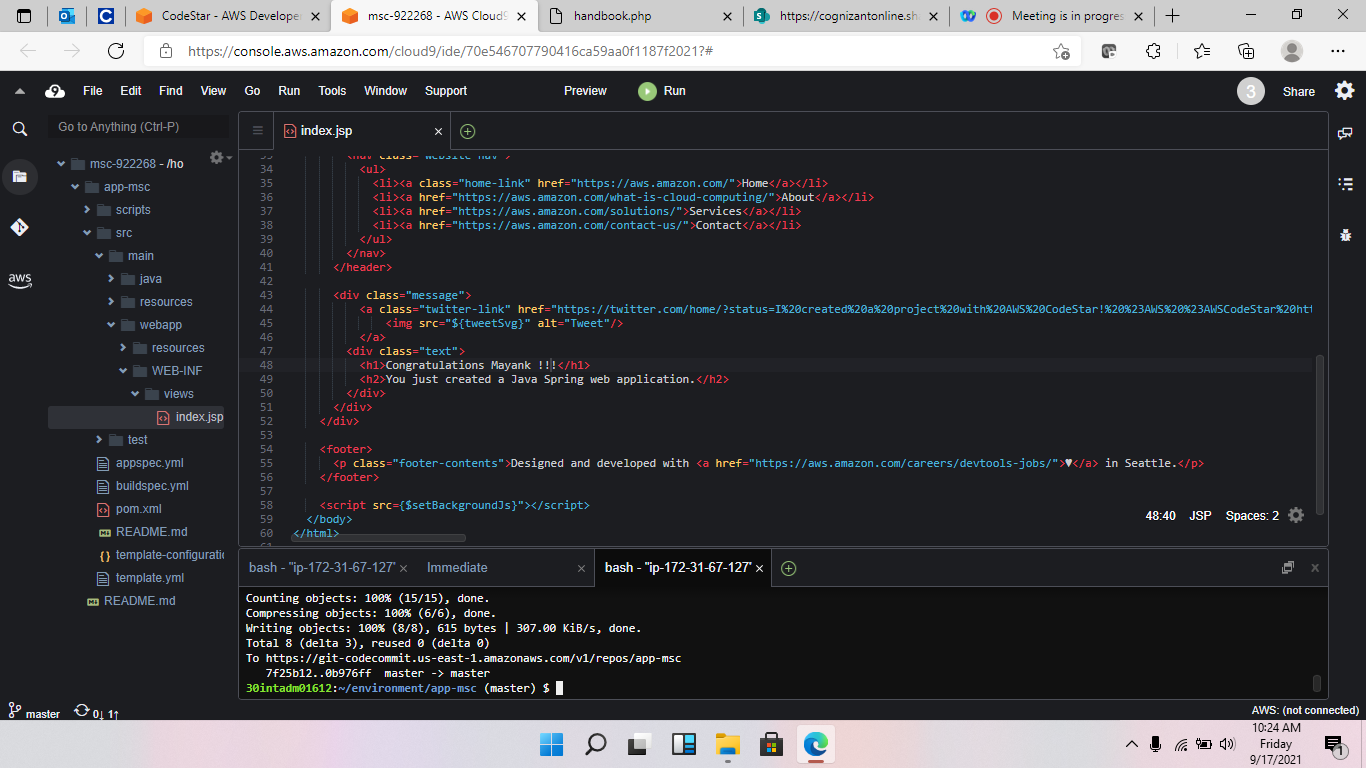 CodeStar - AWS Developer
msc-922268 - AWS Cloud9
handbook.php
https://cognizantonline.sh
Meeting is in progres
https://console.aws.amazon.com/cloud9/ide/70e546707790416ca59aa0f1187f2021?#
9 File Edit Find View Go Run Tools Window Support Preview Run 3 Share
Go to Anything (Ctrl-P)
index.jsp
msc-922268 - /ho
app-msc
scripts
src
main
java
resources
webapp
resources
WEB-INF
views
index.jsp
test
appspec.yml
buildspec.yml
pom.xml
README.md
template-configuratio
template.yml
README.md
aws
33 <nav class="website-nav">
34 <ul>
35 <li><a class="home-link" href="https://aws.amazon.com/">Home</a></li>
36 <li><a href="https://aws.amazon.com/what-is-cloud-computing/">About</a></li>
37 <li><a href="https://aws.amazon.com/solutions/">Services</a></li>
38 <li><a href="https://aws.amazon.com/contact-us/">Contact</a></li>
39 </ul>
40 </nav>
41 </header>
42
43 <div class="message">
44 <a class="twitter-link" href="https://twitter.com/home/?status=I%20created%20a%20project%20with%20AWS%20CodeStar!%20%23AWS%20%23AWSCodeStar%20htt
45 <img src="${tweetSvg}" alt="Tweet"/>
46 </a>
47 <div class="text">
48 <h1>Congratulations Mayank !!!</h1>
49 <h2>You just created a Java Spring web application.</h2>
50 </div>
51 </div>
52 </div>
53
54 <footer>
55 <p class="footer-contents">Designed and developed with <a href="https://aws.amazon.com/careers/devtools-jobs/">♥</a> in Seattle.</p>
56 </footer>
57
58 <script src={$setBackgroundJs}"></script>
59 </body>
60 </html>
61
48:40 JSP Spaces: 2
bash - "ip-172-31-67-127" Immediate bash - "ip-172-31-67-127"
Counting objects: 100% (15/15), done.
Compressing objects: 100% (6/6), done.
Writing objects: 100% (8/8), 615 bytes | 307.00 KiB/s, done.
Total 8 (delta 3), reused 0 (delta 0)
To https://git-codecommit.us-east-1.amazonaws.com/v1/repos/app-msc
7f25b12..0b976ff master -> master
30intadm01612:~/environment/app-msc (master) $
master 0↓ 1↑ AWS: (not connected)
10:24 AM
Friday
9/17/2021
1